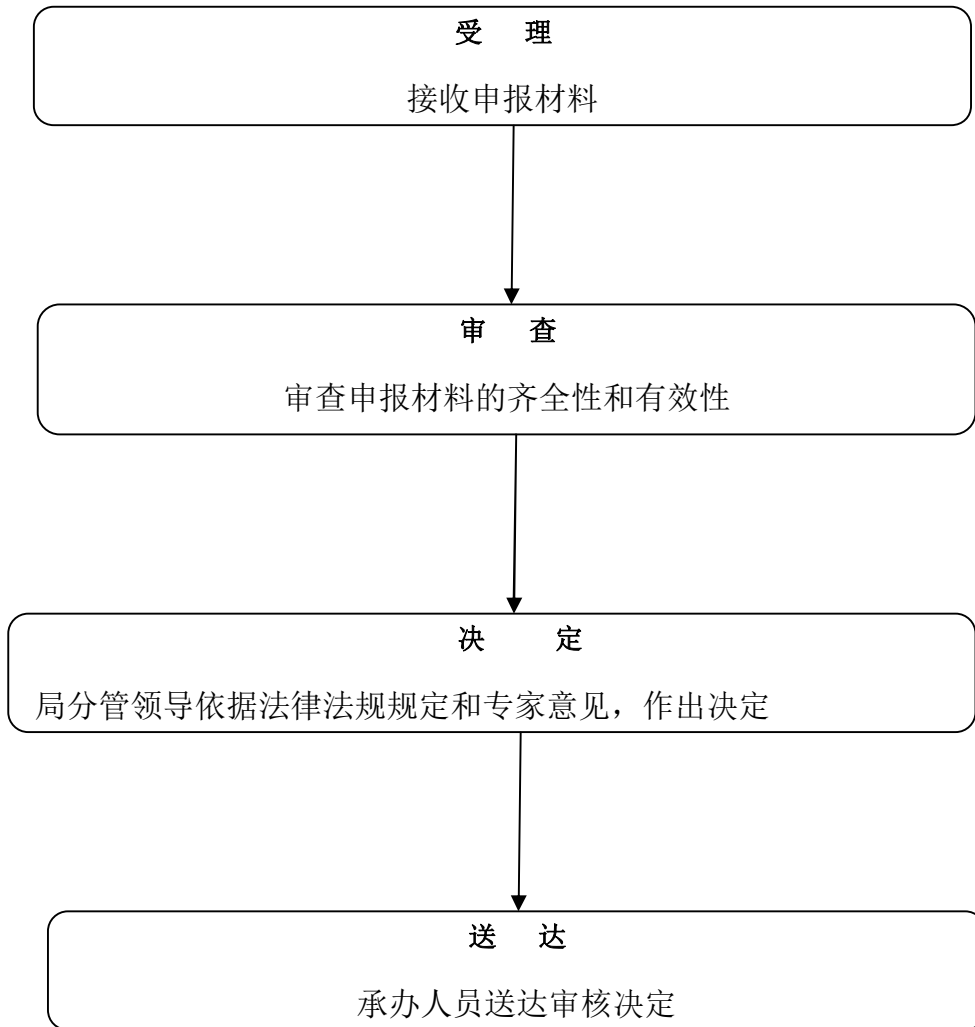 受 理
接收申报材料
审 查
审查申报材料的齐全性和有效性
决 定
局分管领导依据法律法规规定和专家意见，作出决定
送 达
承办人员送达审核决定